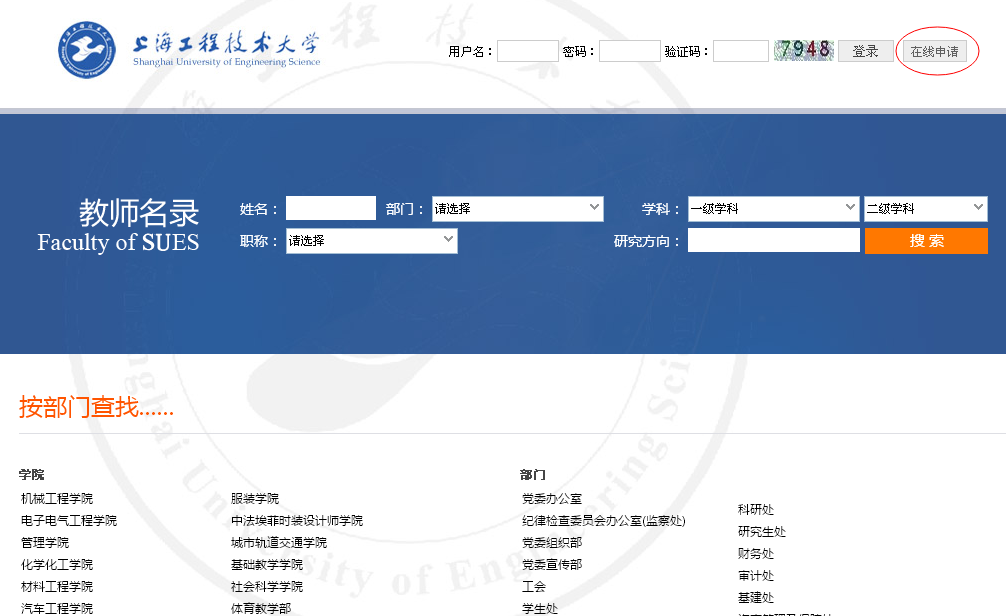 上海工程技术大学
Shanghai University of Engineering Science
用户名： 密码： 验证码： 7948 登录 在线申请
教师名录
Faculty of SUES
姓名： 部门： 请选择 学科： 一级学科 二级学科
职称： 请选择 研究方向： 搜索
按部门查找......
学院 部门
机械工程学院 服装学院 党委办公室
科研处
电子电气工程学院 中法埃菲时装设计师学院 纪律检查委员会办公室(监察处)
研究生处
管理学院 城市轨道交通学院 党委组织部
财务处
化学化工学院 基础教学学院 党委宣传部
审计处
材料工程学院 社会科学学院 工会
基建处
汽车工程学院 体育教学部 学生处